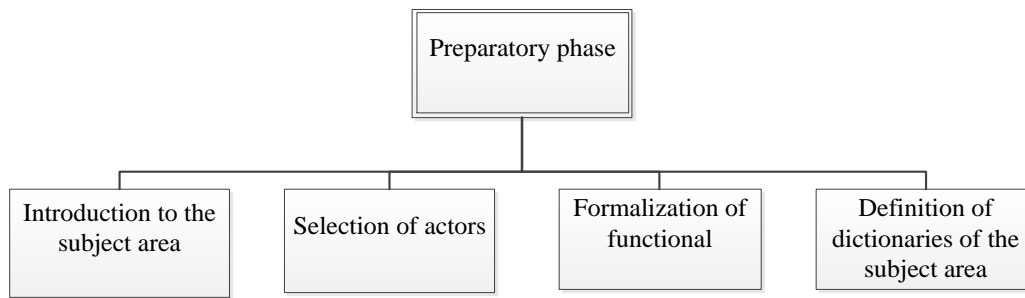 Preparatory phase
Introduction to the
subject area
Selection of actors
Formalization of
functional
Definition of
dictionaries of the
subject area